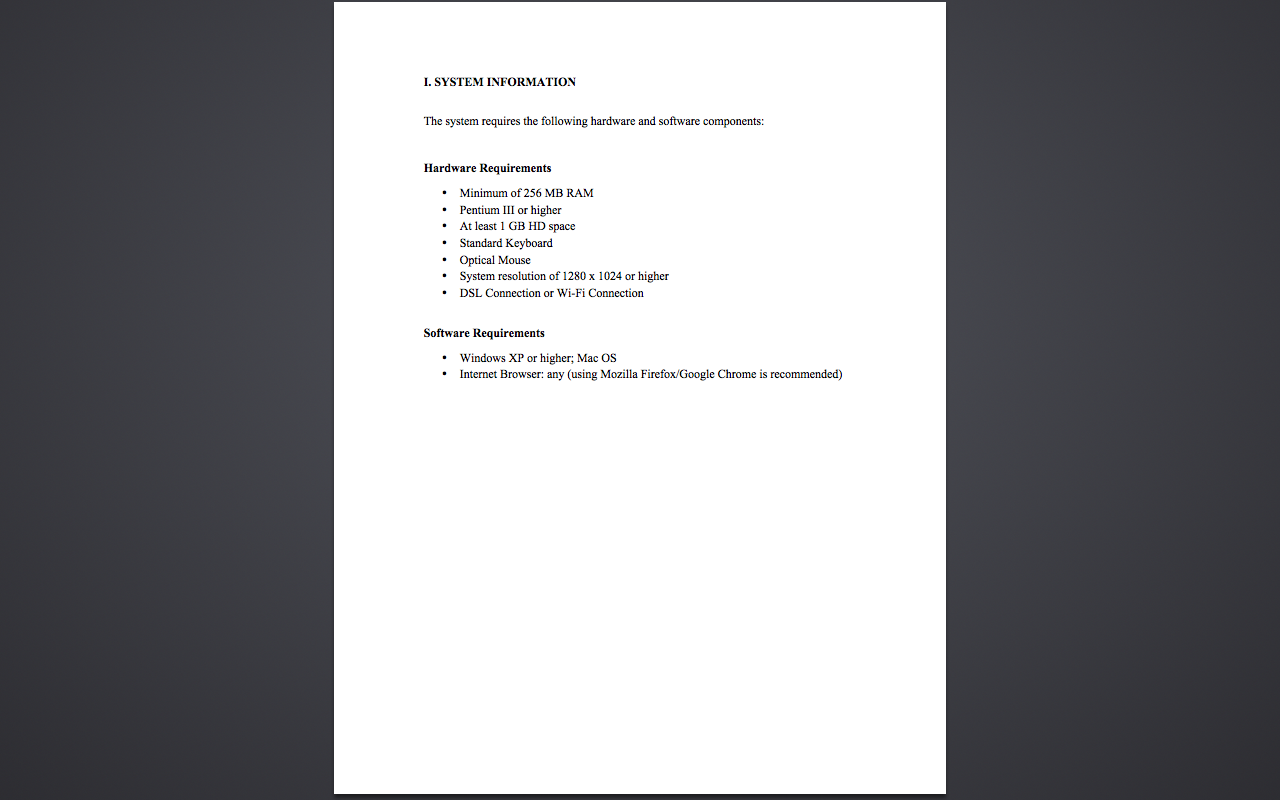 I. SYSTEM INFORMATION
The system requires the following hardware and software components:
Hardware Requirements
• Minimum of 256 MB RAM
• Pentium III or higher
• At least 1 GB HD space
• Standard Keyboard
• Optical Mouse
• System resolution of 1280 x 1024 or higher
• DSL Connection or Wi-Fi Connection
Software Requirements
• Windows XP or higher; Mac OS
• Internet Browser: any (using Mozilla Firefox/Google Chrome is recommended)